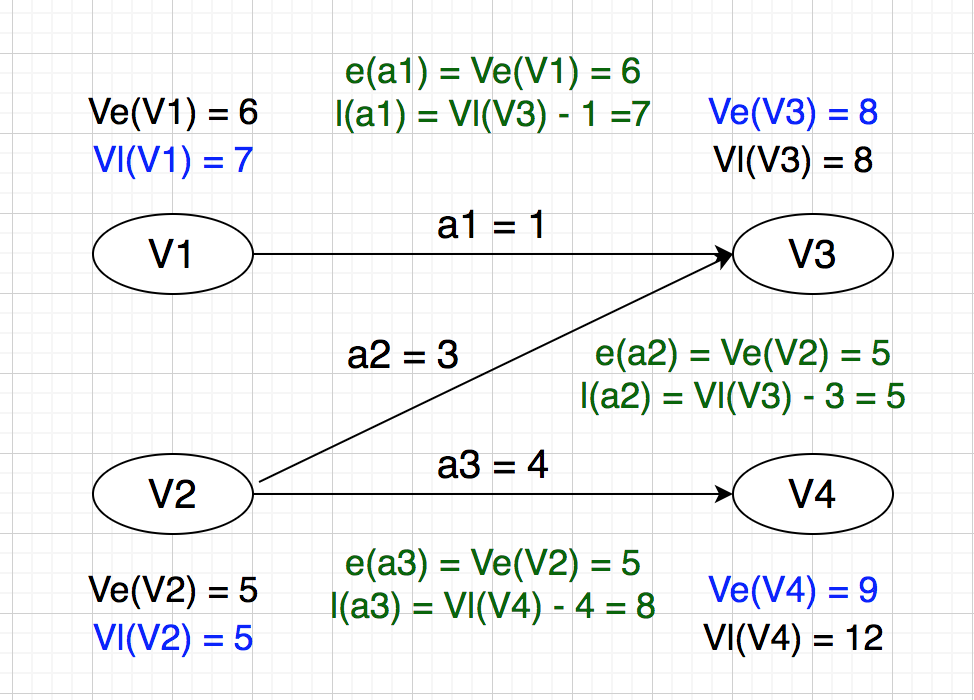 e(a1) = Ve(V1) = 6
l(a1) = Vl(V3) - 1 =7
Ve(V1) = 6
Vl(V1) = 7
Ve(V3) = 8
Vl(V3) = 8
a1 = 1
V1
V3
a2 = 3
e(a2) = Ve(V2) = 5
l(a2) = Vl(V3) - 3 = 5
a3 = 4
V2
V4
e(a3) = Ve(V2) = 5
l(a3) = Vl(V4) - 4 = 8
Ve(V2) = 5
Vl(V2) = 5
Ve(V4) = 9
Vl(V4) = 12